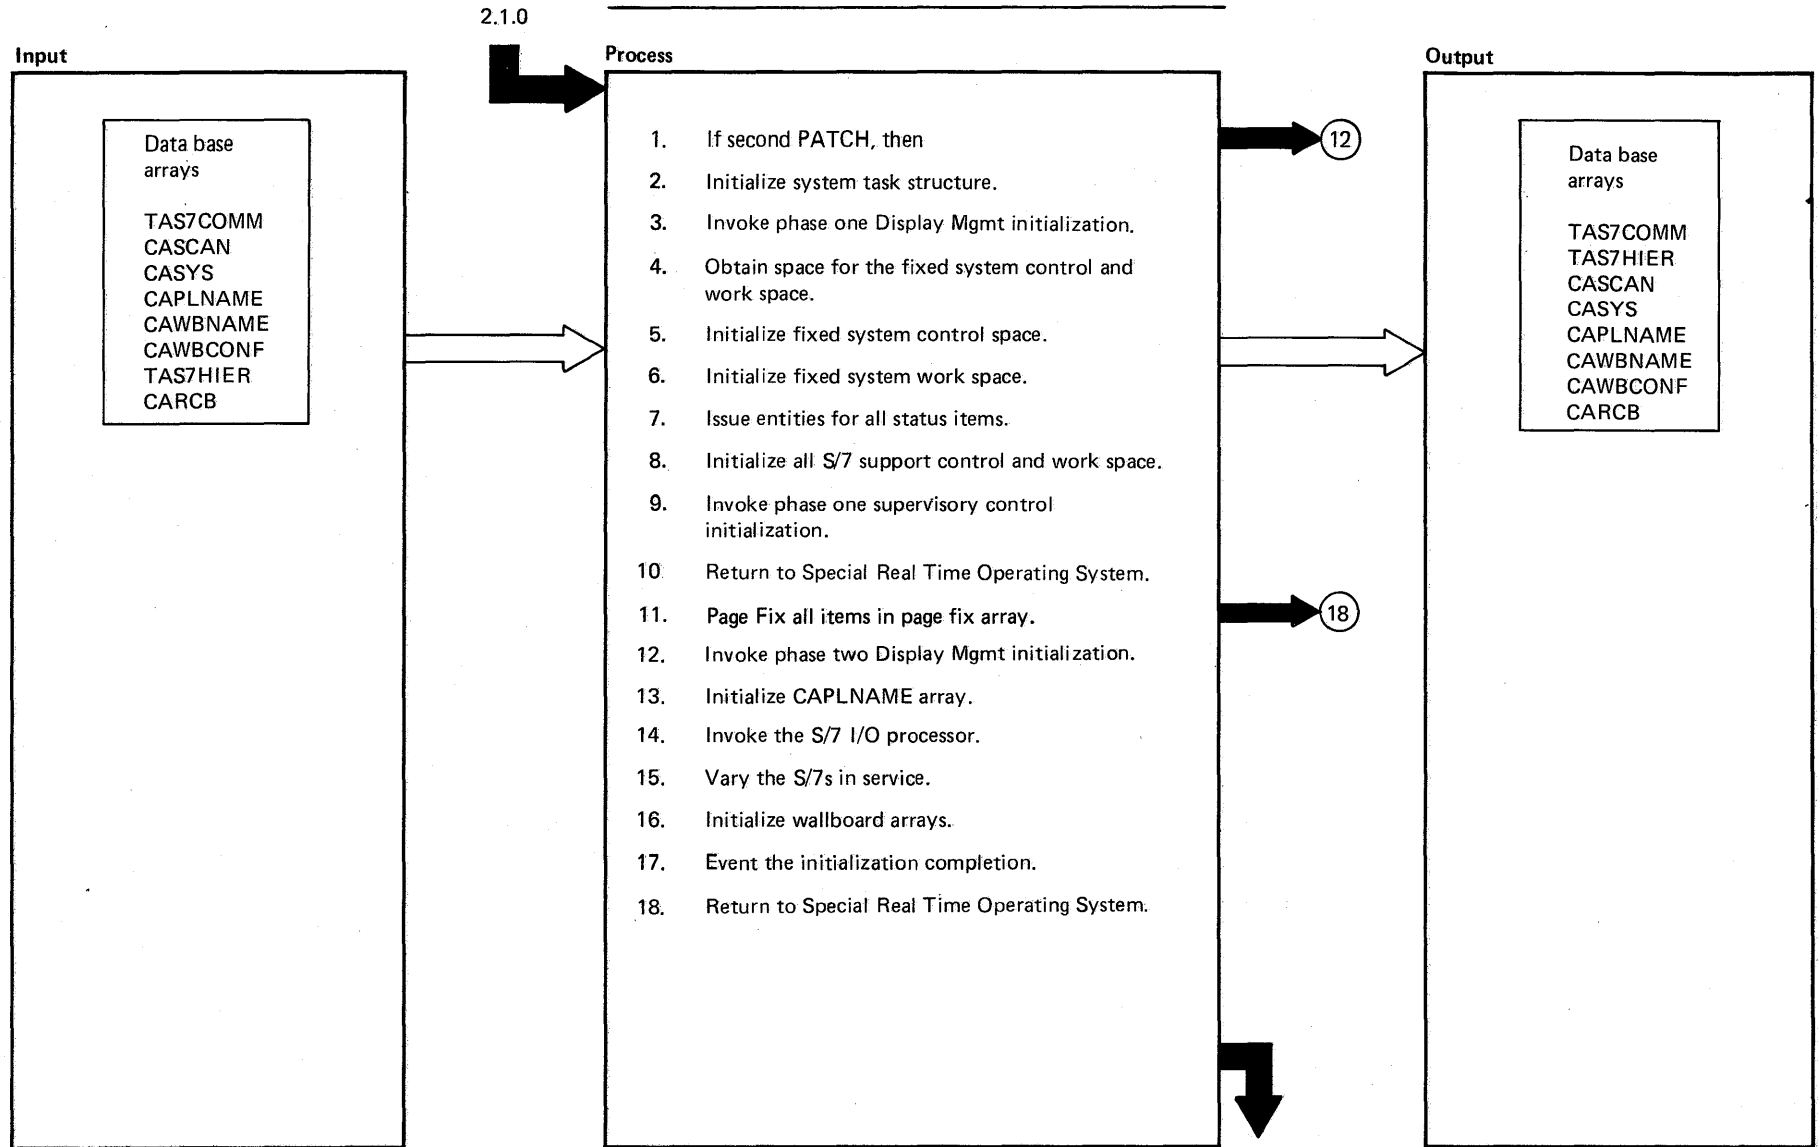 2.1.0
Input
Data base
arrays
TAS7COMM
CASCAN
CASYS
CAPLNAME
CAWBNAME
CAWBCONF
TAS7HIER
CARCB
Process
1. If second PATCH, then
12
2. Initialize system task structure.
3. Invoke phase one Display Mgmt initialization.
4. Obtain space for the fixed system control and
work space.
5. Initialize fixed system control space.
6. Initialize fixed system work space.
7. Issue entities for all status items.
8. Initialize all S/7 support control and work space.
9. Invoke phase one supervisory control
initialization.
10 Return to Special Real Time Operating System.
11. Page Fix all items in page fix array.
18
12. Invoke phase two Display Mgmt initialization.
13. Initialize CAPLNAME array.
14. Invoke the S/7 I/O processor.
15. Vary the S/7s in service.
16. Initialize wallboard arrays.
17. Event the initialization completion.
18. Return to Special Real Time Operating System.
Output
Data base
arrays
TAS7COMM
TAS7HIER
CASCAN
CASYS
CAPLNAME
CAWBNAME
CAWBCONF
CARCB